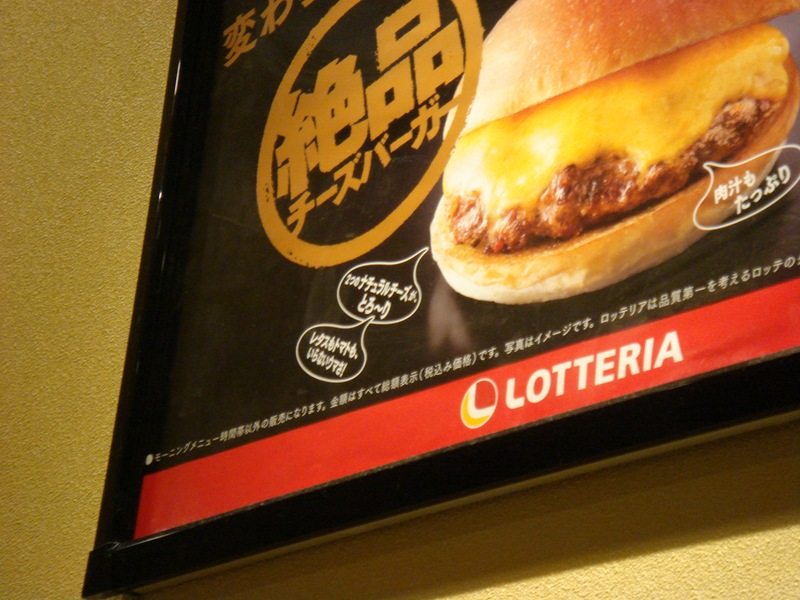 変わ
絶品
チーズバーガー
肉汁も
たっぷり
2つのナチュラルチーズが、
とろ〜り
レタスもトマトも、
いらないウマさ!
●モーニングメニュー時間帯以外の販売になります。金額はすべて総額表示(税込み価格)です。写真はイメージです。ロッテリアは品質第一を考えるロッテの
LOTTERIA